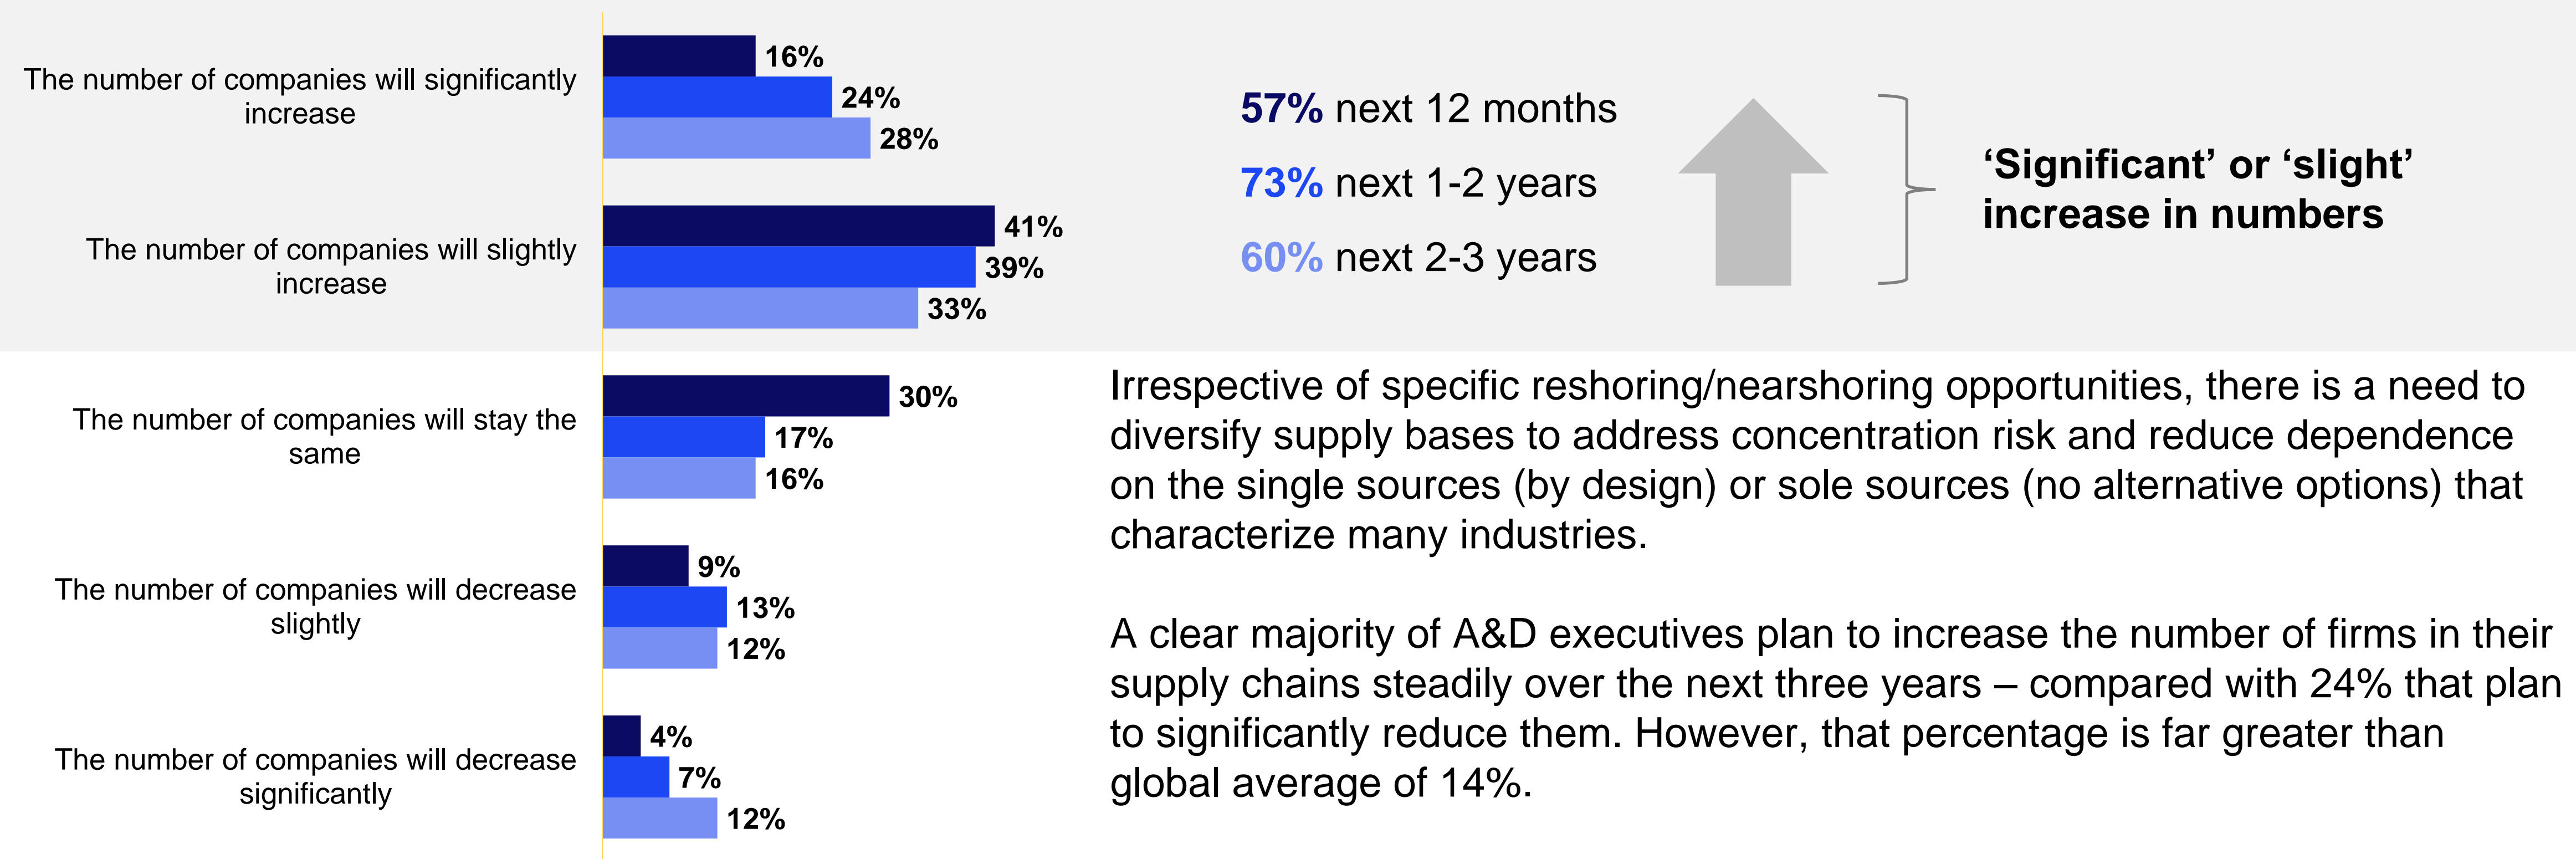 The number of companies will significantly
increase
16%
24%
28%
The number of companies will slightly
increase
41%
39%
33%
The number of companies will stay the
same
30%
17%
16%
The number of companies will decrease
slightly
9%
13%
12%
The number of companies will decrease
significantly
4%
7%
12%
57% next 12 months
73% next 1-2 years
60% next 2-3 years
‘Significant’ or ‘slight’
increase in numbers
Irrespective of specific reshoring/nearshoring opportunities, there is a need to
diversify supply bases to address concentration risk and reduce dependence
on the single sources (by design) or sole sources (no alternative options) that
characterize many industries.
A clear majority of A&D executives plan to increase the number of firms in their
supply chains steadily over the next three years – compared with 24% that plan
to significantly reduce them. However, that percentage is far greater than
global average of 14%.